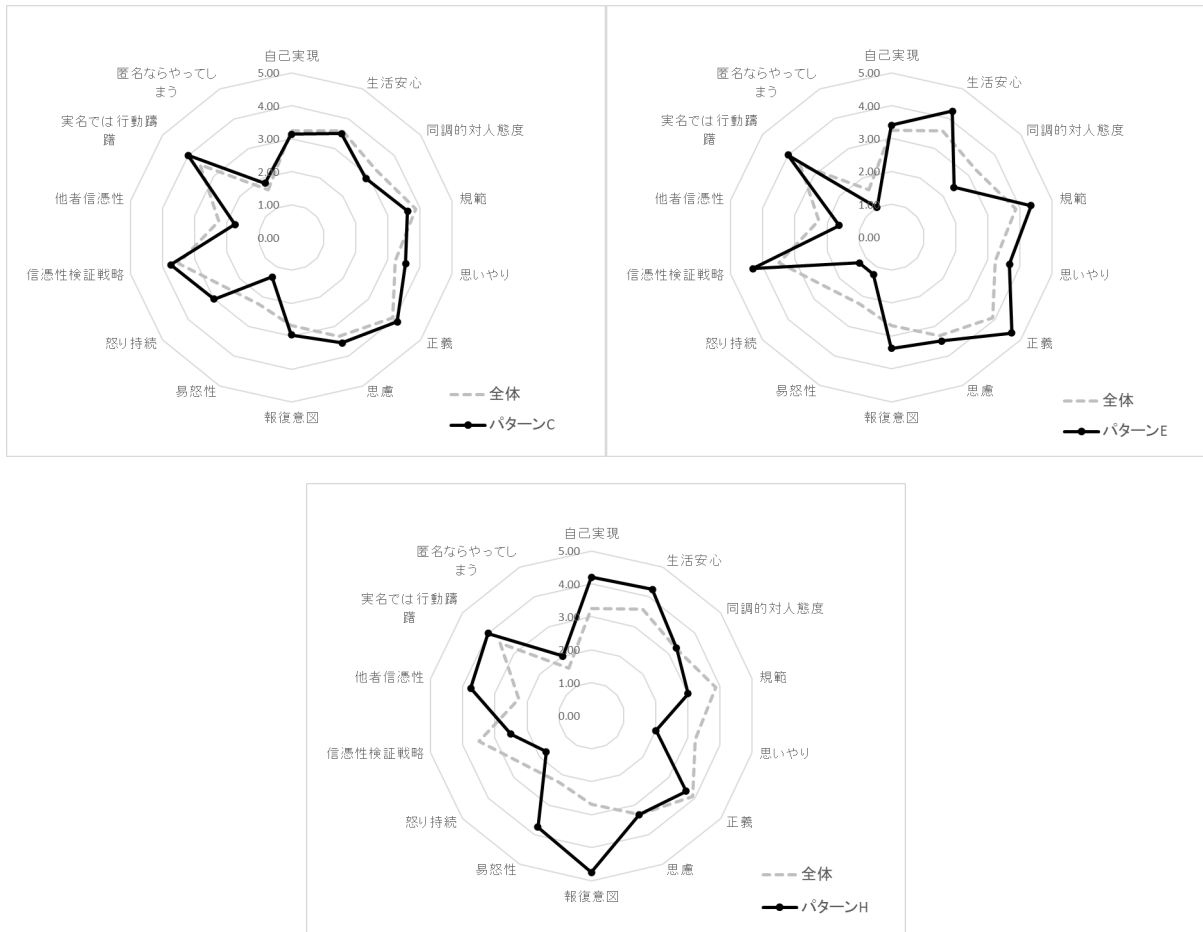 自己実現
5.00
生活安心
同調的対人態度
規範
思いやり
正義
思慮
報復意図
易怒性
怒り持続
信憑性検証戦略
他者信憑性
実名では行動躊
躇
匿名ならやってし
まう
4.00
3.00
2.00
1.00
0.00
全体
パターンC
自己実現
5.00
生活安心
同調的対人態度
規範
思いやり
正義
思慮
報復意図
易怒性
怒り持続
信憑性検証戦略
他者信憑性
実名では行動躊
躇
匿名ならやってし
まう
4.00
3.00
2.00
1.00
0.00
全体
パターンE
自己実現
5.00
生活安心
同調的対人態度
規範
思いやり
正義
思慮
報復意図
易怒性
怒り持続
信憑性検証戦略
他者信憑性
実名では行動躊
躇
匿名ならやってし
まう
4.00
3.00
2.00
1.00
0.00
全体
パターンH